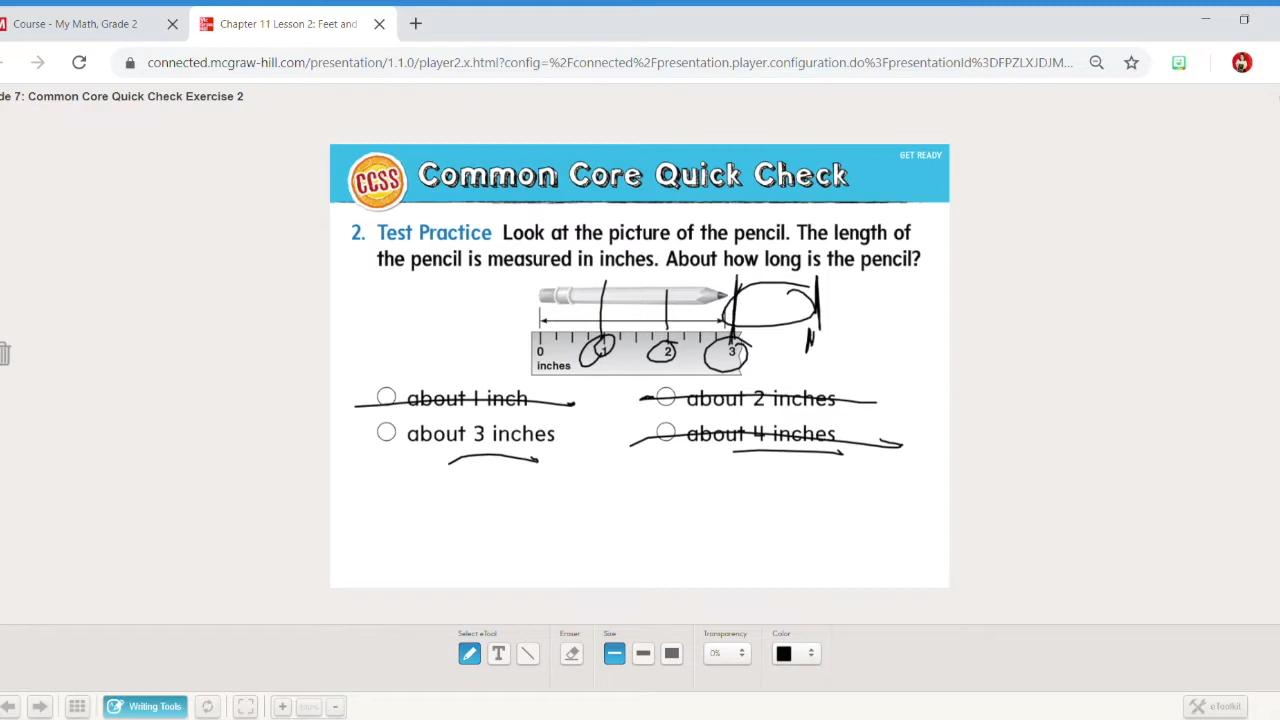 Course - My Math, Grade 2
Chapter 11 Lesson 2: Feet and
connected.mcgraw-hill.com/presentation/1.1.0/player2.x.html?config=%2Fconnected%2Fpresentation.player.configuration.do%3FpresentationId%3DFPZLXJDJM...
de 7: Common Core Quick Check Exercise 2
GET READY
CCSS Common Core Quick Check
2. Test Practice Look at the picture of the pencil. The length of
the pencil is measured in inches. About how long is the pencil?
0 1 2 3
inches
about 1 inch about 2 inches
about 3 inches about 4 inches
Select eTool Eraser Size Transparency Color
T 0%
Writing Tools 100% eToolkit